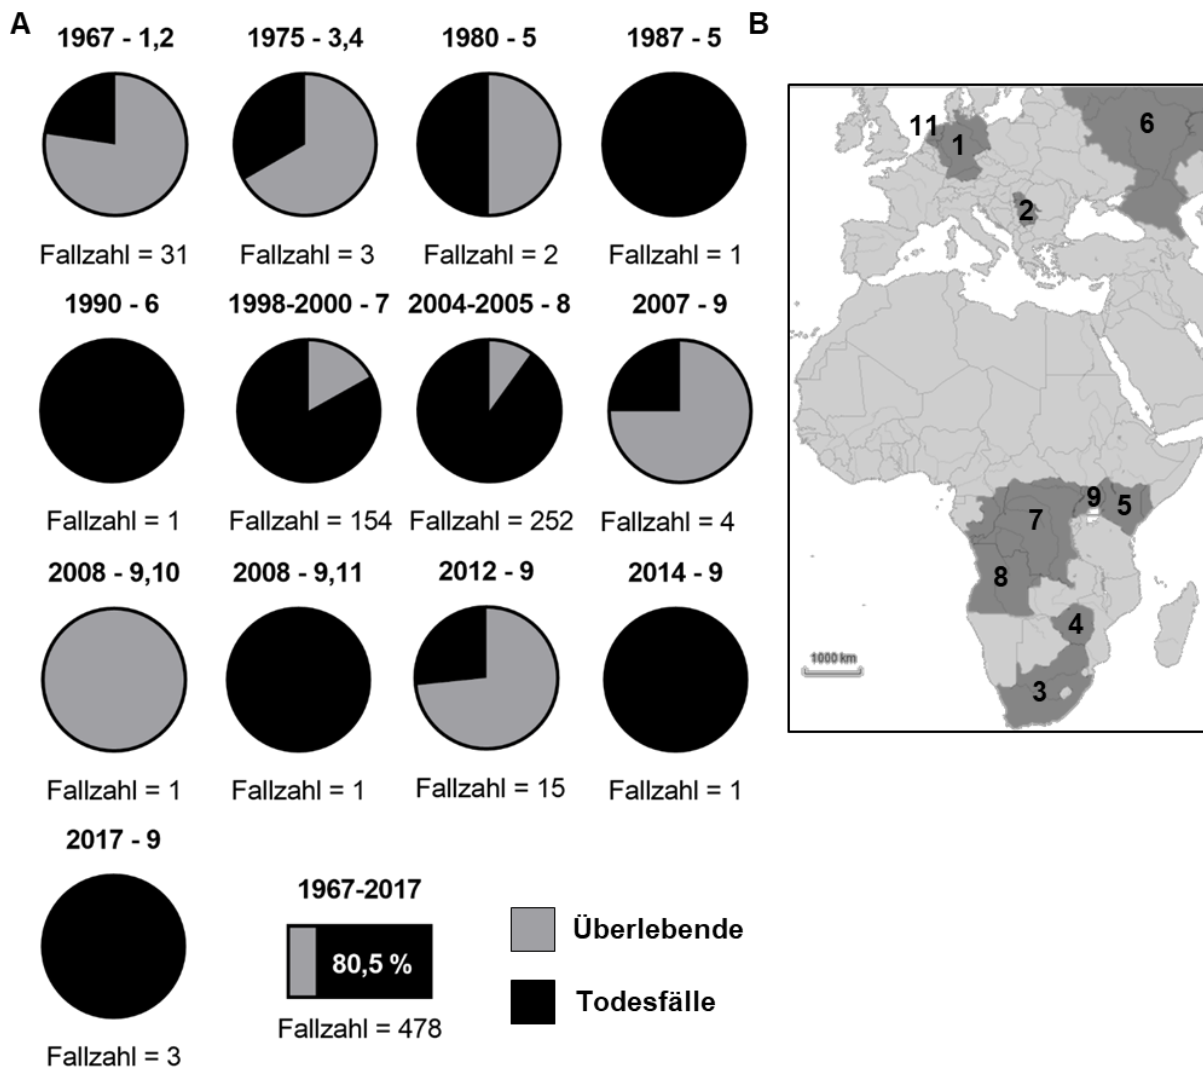 A
B
1967 - 1,2
1975 - 3,4
1980 - 5
1987 - 5
Fallzahl = 31
Fallzahl = 3
Fallzahl = 2
Fallzahl = 1
1990 - 6
1998-2000 - 7
2004-2005 - 8
2007 - 9
Fallzahl = 1
Fallzahl = 154
Fallzahl = 252
Fallzahl = 4
2008 - 9,10
2008 - 9,11
2012 - 9
2014 - 9
Fallzahl = 1
Fallzahl = 1
Fallzahl = 15
Fallzahl = 1
2017 - 9
Fallzahl = 3
1967-2017
80,5 %
Fallzahl = 478
Überlebende
Todesfälle
11
1
6
2
9
5
7
8
4
3
1000 km